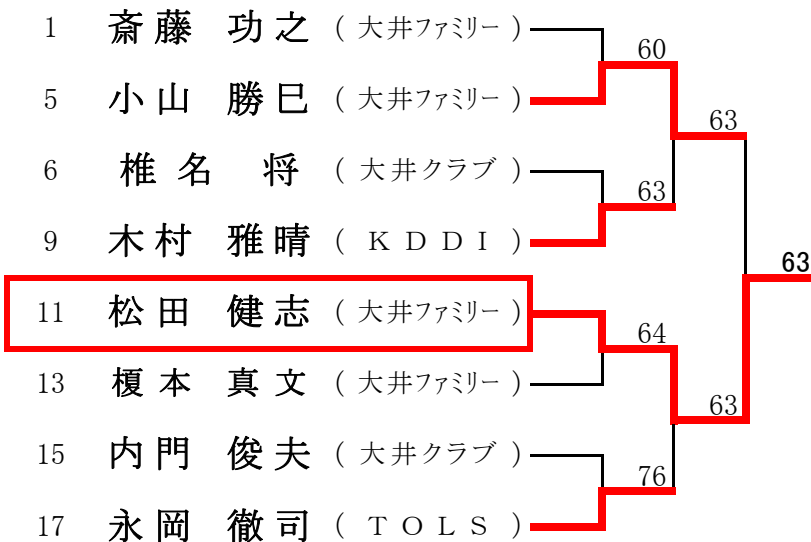 1 斎藤 功之 ( 大井ファミリー )
60
5 小山 勝巳 ( 大井ファミリー )
63
6 椎名 将 ( 大井クラブ )
63
9 木村 雅晴 ( KDDI )
63
11 松田 健志 ( 大井ファミリー )
64
13 榎本 真文 ( 大井ファミリー )
63
15 内門 俊夫 ( 大井クラブ )
76
17 永岡 徹司 ( TOLS )